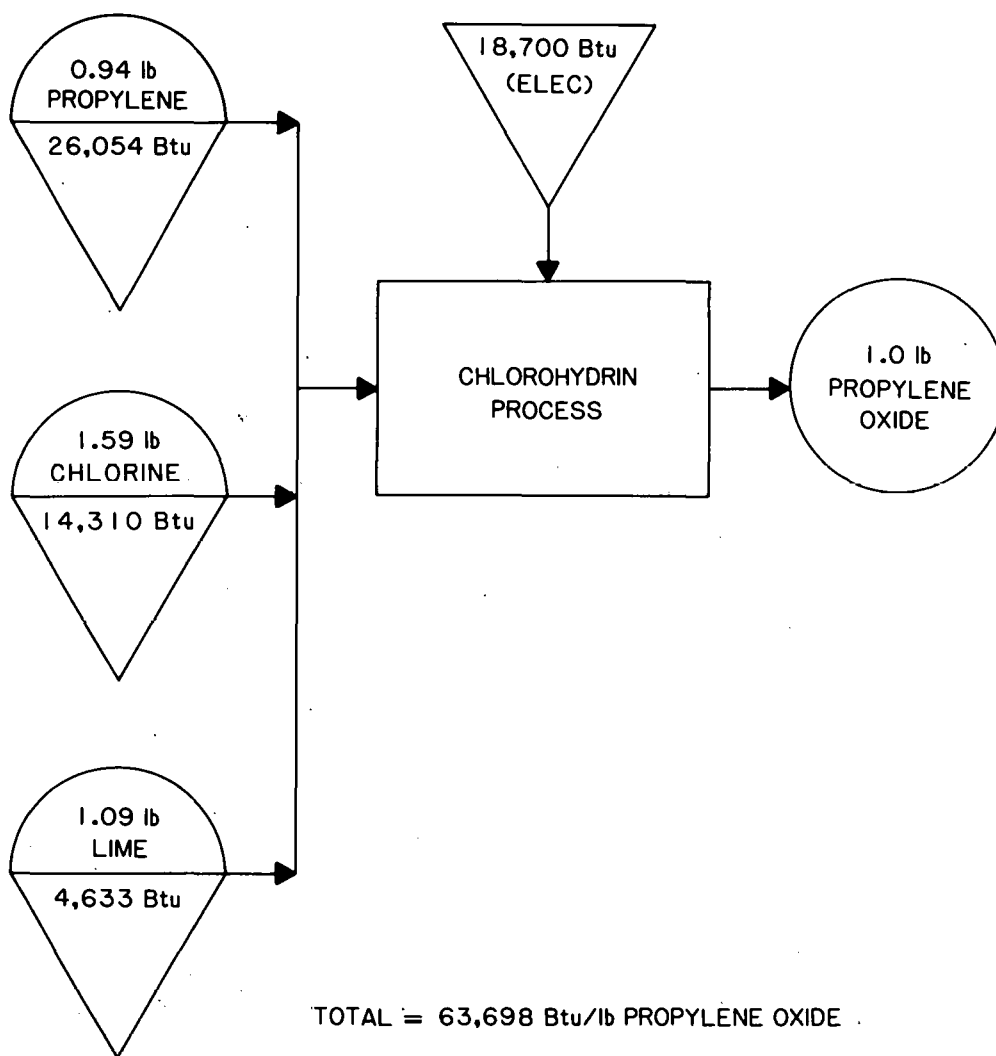 0.94 lb
PROPYLENE
26,054 Btu
18,700 Btu
(ELEC)
1.59 lb
CHLORINE
14,310 Btu
CHLOROHYDRIN
PROCESS
1.0 lb
PROPYLENE
OXIDE
1.09 lb
LIME
4,633 Btu
TOTAL = 63,698 Btu/lb PROPYLENE OXIDE